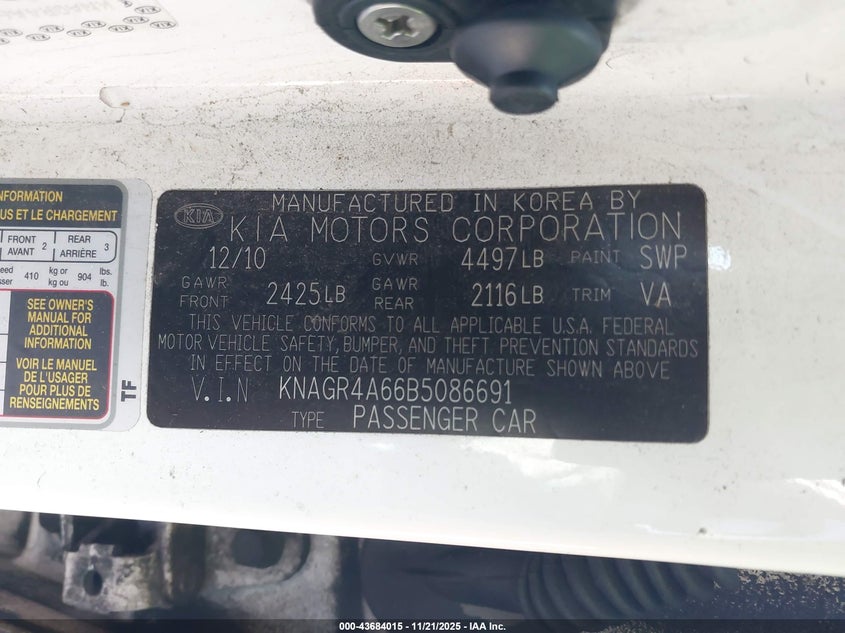 NFORMATION
US ET LE CHARGEMENT
FRONT AVANT 2 REAR ARRIÈRE 3
410 kg or kg ou 904 lbs. lb.
SEE OWNER'S
MANUAL FOR
ADDITIONAL
INFORMATION
VOIR LE MANUEL
DE L'USAGER
POUR PLUS DE
RENSEIGNEMENTS
TF
MANUFACTURED IN KOREA BY
KIA KIA MOTORS CORPORATION
12/10 GVWR 4497LB PAINT SWP
GAWR FRONT 2425LB GAWR REAR 2116LB TRIM VA
THIS VEHICLE CONFORMS TO ALL APPLICABLE U.S.A. FEDERAL
MOTOR VEHICLE SAFETY, BUMPER, AND THEFT PREVENTION STANDARDS
IN EFFECT ON THE DATE OF MANUFACTURE SHOWN ABOVE
V.I.N KNAGR4A66B5086691
TYPE PASSENGER CAR
000-43684015 - 11/21/2025 - IAA Inc.